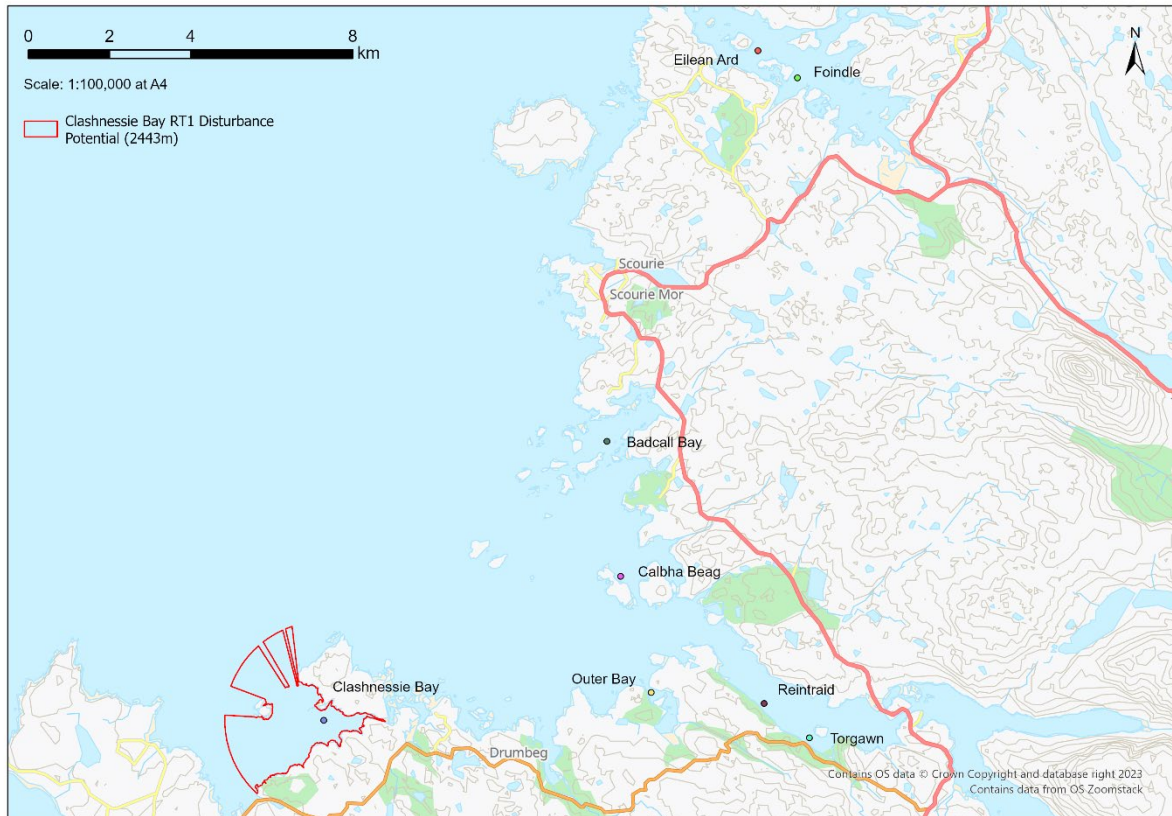 0 2 4 8
km
Scale: 1:100,000 at A4
Clashnessie Bay RT1 Disturbance
Potential (2443m)
N
Eilean Ard
Foindle
Scourie
Scourie Mor
Badcall Bay
Calbha Beag
Clashnessie Bay
Outer Bay
Reintraid
Drumbeg
Torgawn
Contains OS data © Crown Copyright and database right 2023
Contains data from OS Zoomstack